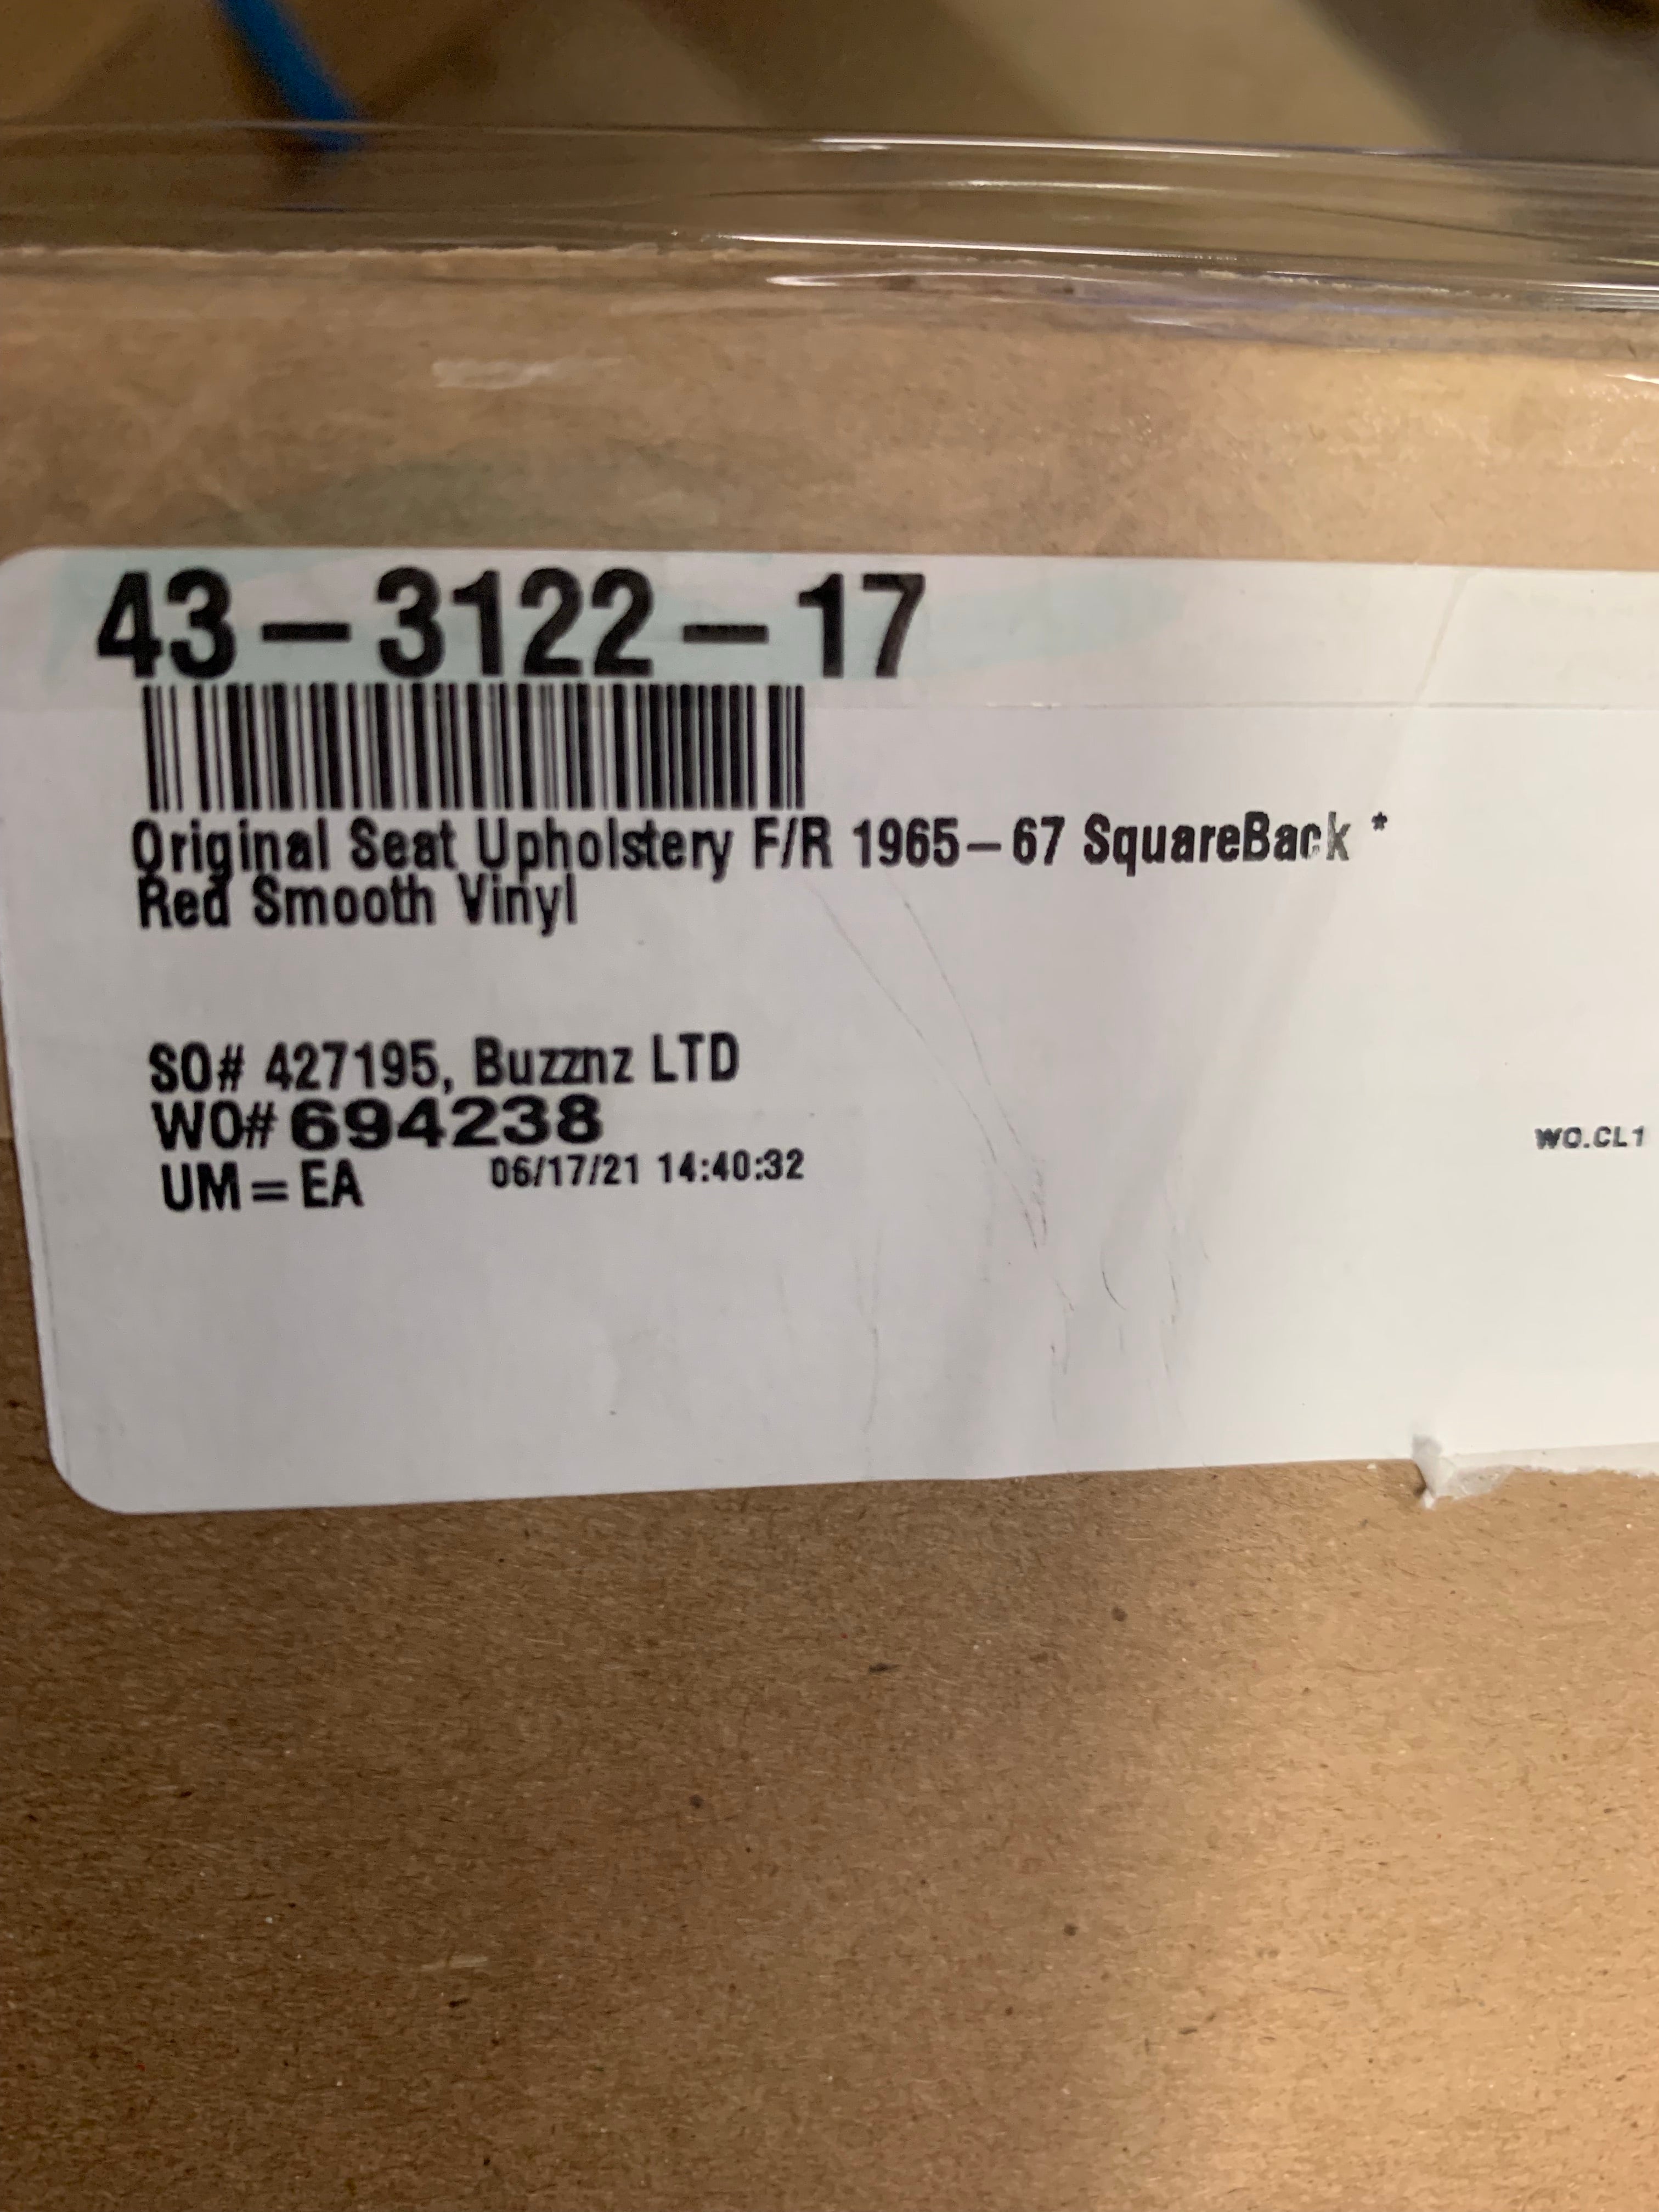 43-3122-17
Original Seat Upholstery F/R 1965-67 SquareBack *
Red Smooth Vinyl
SO# 427195, Buzznz LTD
WO# 694238
WO.CL1
UM=EA 06/17/21 14:40:32